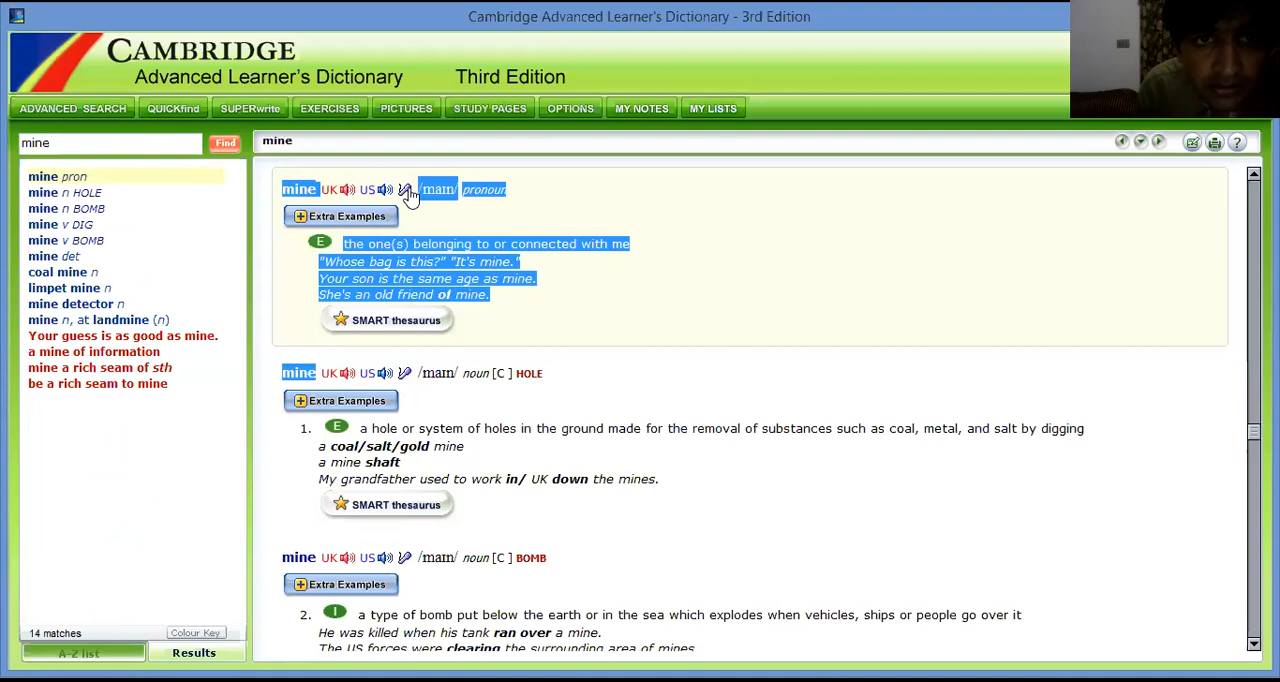 Cambridge Advanced Learner's Dictionary - 3rd Edition
CAMBRIDGE
Advanced Learner's Dictionary Third Edition
ADVANCED SEARCH QUICKfind SUPERwrite EXERCISES PICTURES STUDY PAGES OPTIONS MY NOTES MY LISTS
mine Find
mine pron
mine n HOLE
mine n BOMB
mine v DIG
mine v BOMB
mine det
coal mine n
limpet mine n
mine detector n
mine n, at landmine (n)
Your guess is as good as mine.
a mine of information
mine a rich seam of sth
be a rich seam to mine
14 matches Colour Key
A-Z list Results
mine ?
mine UK US /maɪn/ pronoun
Extra Examples
E the one(s) belonging to or connected with me
"Whose bag is this?" "It's mine."
Your son is the same age as mine.
She's an old friend of mine.
SMART thesaurus
mine UK US /maɪn/ noun [C ] HOLE
Extra Examples
1. E a hole or system of holes in the ground made for the removal of substances such as coal, metal, and salt by digging
a coal/salt/gold mine
a mine shaft
My grandfather used to work in/ UK down the mines.
SMART thesaurus
mine UK US /maɪn/ noun [C ] BOMB
Extra Examples
2. I a type of bomb put below the earth or in the sea which explodes when vehicles, ships or people go over it
He was killed when his tank ran over a mine.
The US forces were clearing the surrounding area of mines.